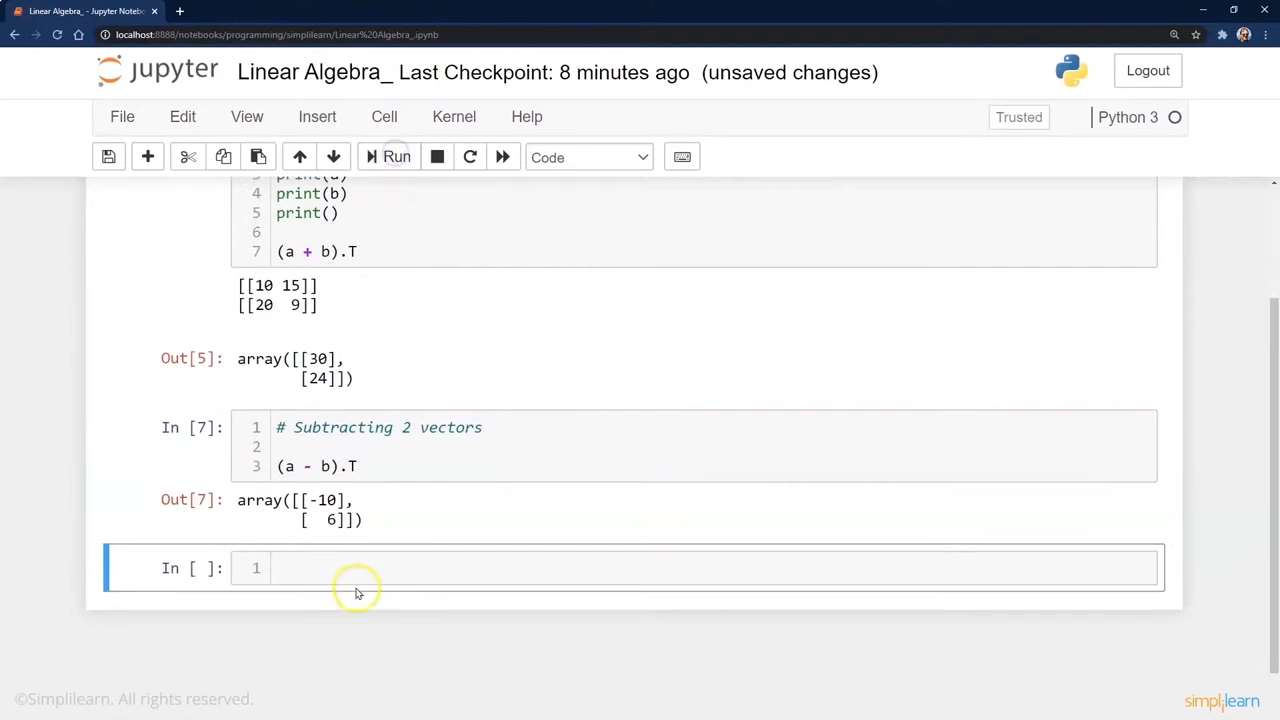 Linear Algebra_ - Jupyter Noteb
localhost:8888/notebooks/programming/simplilearn/Linear%20Algebra_.ipynb
jupyter Linear Algebra_ Last Checkpoint: 8 minutes ago (unsaved changes)
Logout
File Edit View Insert Cell Kernel Help
Trusted
Python 3
Run
Code
3 print(a)
4 print(b)
5 print()
6
7 (a + b).T
[[10 15]]
[[20 9]]
Out[5]: array([[30],
[24]])
In [7]: 1 # Subtracting 2 vectors
2
3 (a - b).T
Out[7]: array([[-10],
[ 6]])
In [ ]: 1
©Simplilearn. All rights reserved.
simplilearn